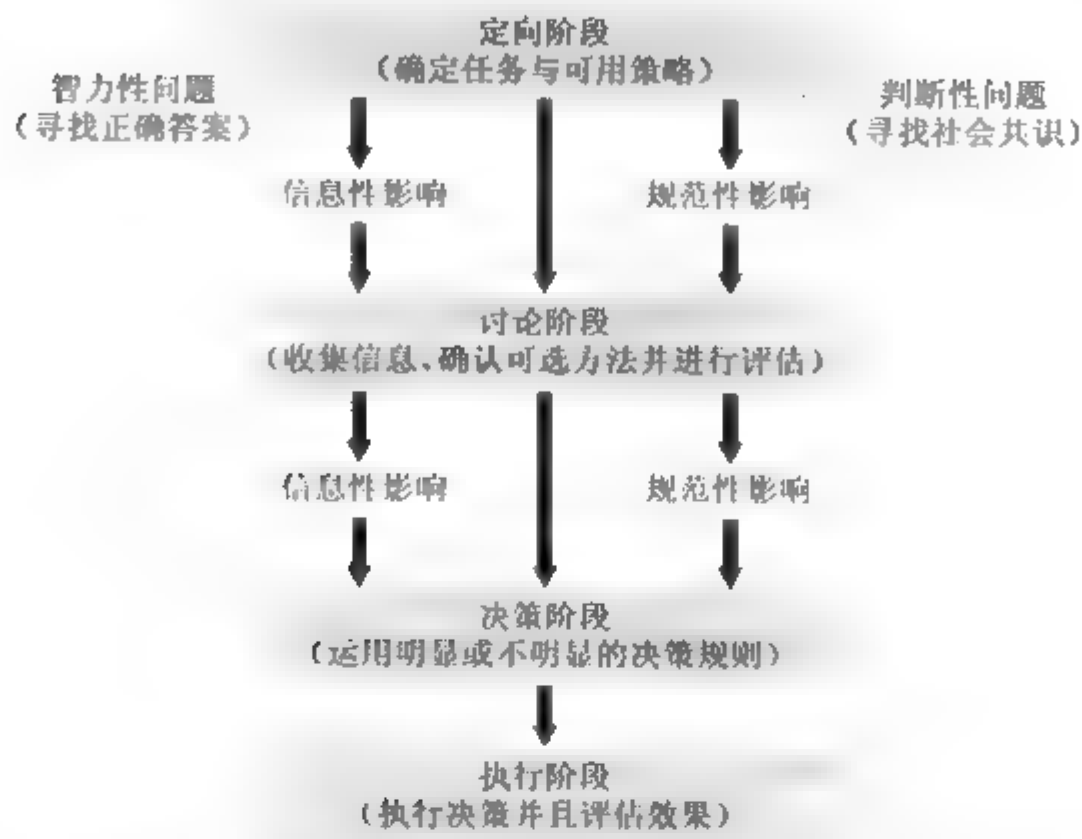 定向阶段
（确定任务与可用策略）
智力性问题
（寻找正确答案）
判断性问题
（寻找社会共识）
信息性影响
规范性影响
讨论阶段
（收集信息、确认可选方法并进行评估）
信息性影响
规范性影响
决策阶段
（运用明显或不明显的决策规则）
执行阶段
（执行决策并且评估效果）